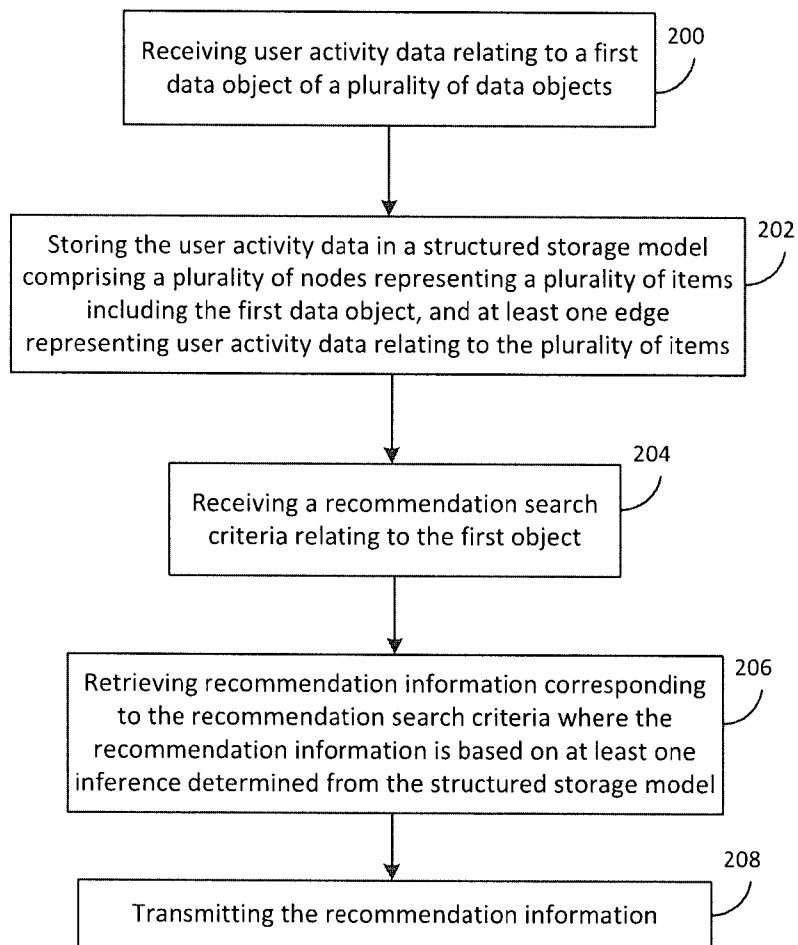 Receiving user activity data relating to a first
data object of a plurality of data objects
200
Storing the user activity data in a structured storage model
comprising a plurality of nodes representing a plurality of items
including the first data object, and at least one edge
representing user activity data relating to the plurality of items
202
Receiving a recommendation search
criteria relating to the first object
204
Retrieving recommendation information corresponding
to the recommendation search criteria where the
recommendation information is based on at least one
inference determined from the structured storage model
206
Transmitting the recommendation information
208